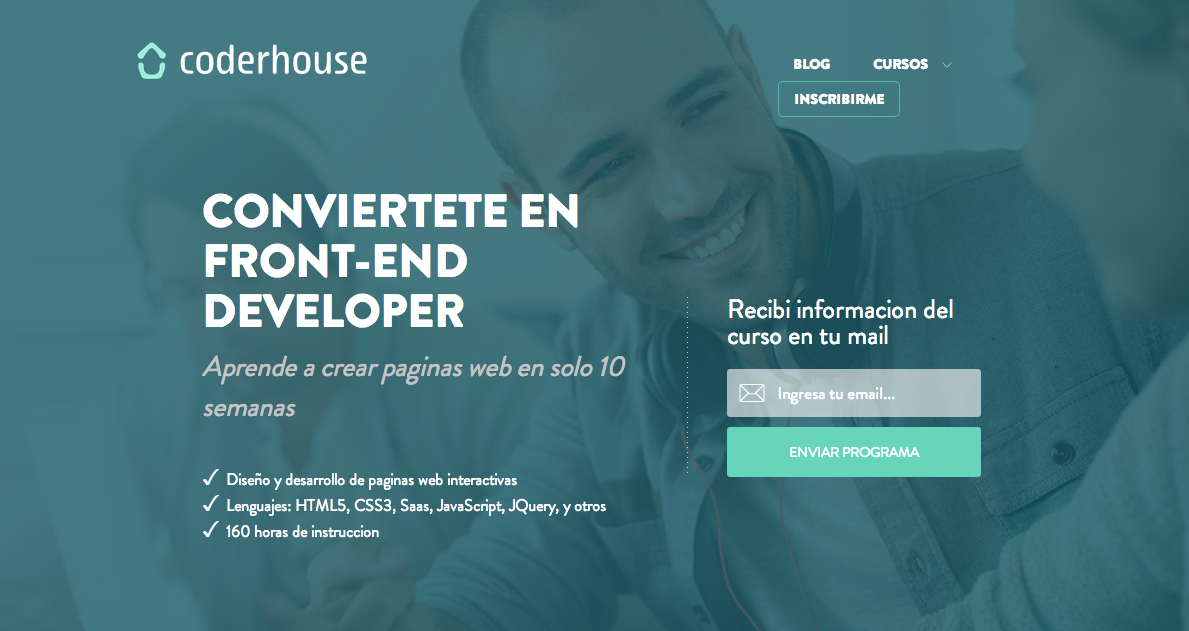 coderhouse
BLOG
CURSOS
INSCRIBIRME
CONVIERTETE EN
FRONT-END
DEVELOPER
Aprende a crear paginas web en solo 10
semanas
Diseño y desarrollo de paginas web interactivas
Lenguajes: HTML5, CSS3, Saas, JavaScript, JQuery, y otros
160 horas de instruccion
Recibi informacion del
curso en tu mail
Ingresa tu email...
ENVIAR PROGRAMA